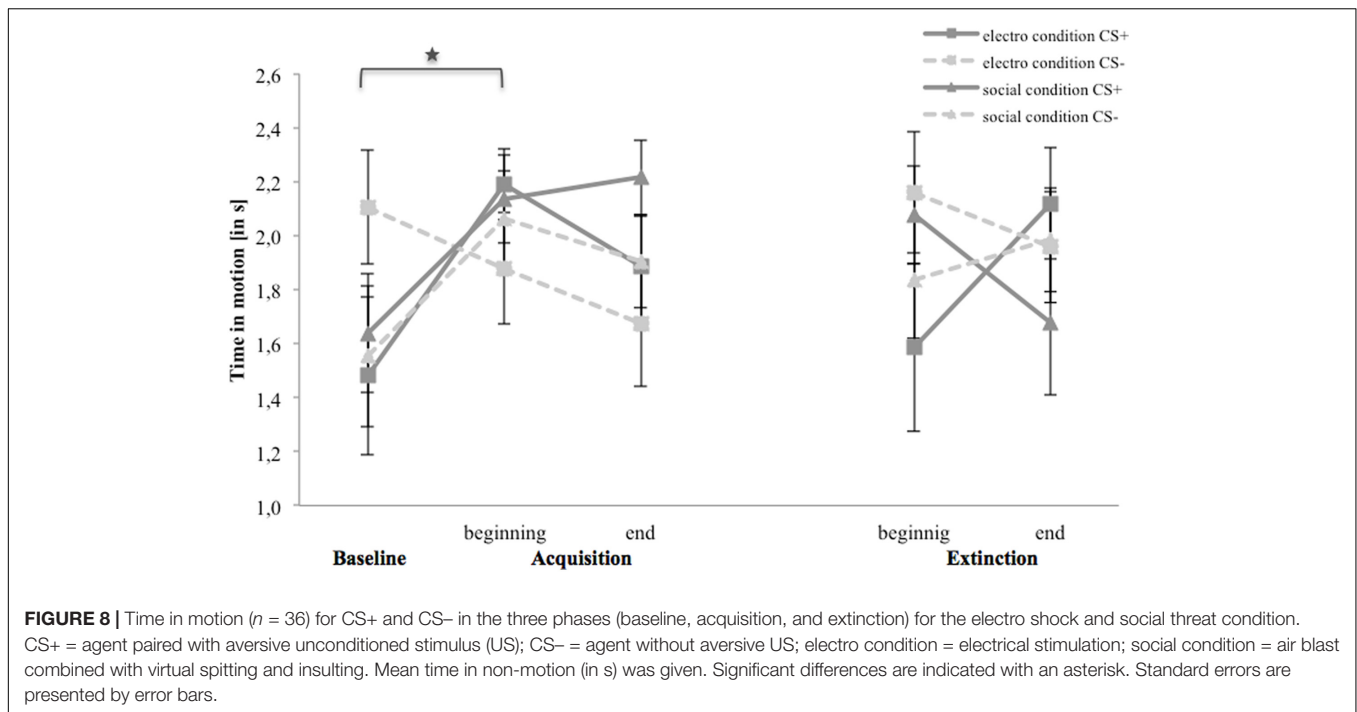 electro condition CS+
electro condition CS-
social condition CS+
social condition CS-
★
2,6
2,4
2,2
2,0
1,8
1,6
1,4
1,2
1,0
Time in motion [in s]
beginning end beginnig end
Baseline Acquisition Extinction
FIGURE 8 | Time in motion (n = 36) for CS+ and CS– in the three phases (baseline, acquisition, and extinction) for the electro shock and social threat condition.
CS+ = agent paired with aversive unconditioned stimulus (US); CS– = agent without aversive US; electro condition = electrical stimulation; social condition = air blast
combined with virtual spitting and insulting. Mean time in non-motion (in s) was given. Significant differences are indicated with an asterisk. Standard errors are
presented by error bars.